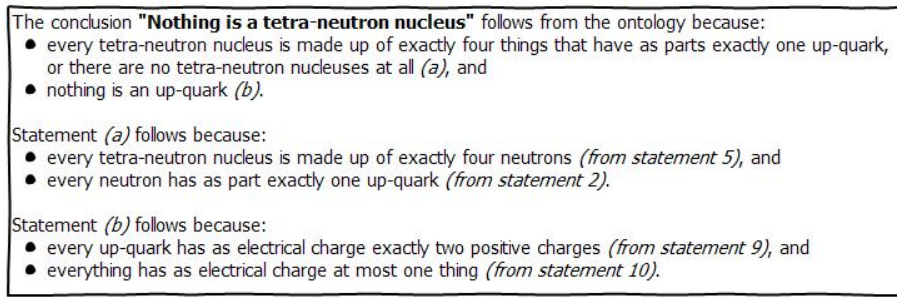 The conclusion "Nothing is a tetra-neutron nucleus" follows from the ontology because:
● every tetra-neutron nucleus is made up of exactly four things that have as parts exactly one up-quark,
or there are no tetra-neutron nucleuses at all (a), and
● nothing is an up-quark (b).
Statement (a) follows because:
● every tetra-neutron nucleus is made up of exactly four neutrons (from statement 5), and
● every neutron has as part exactly one up-quark (from statement 2).
Statement (b) follows because:
● every up-quark has as electrical charge exactly two positive charges (from statement 9), and
● everything has as electrical charge at most one thing (from statement 10).